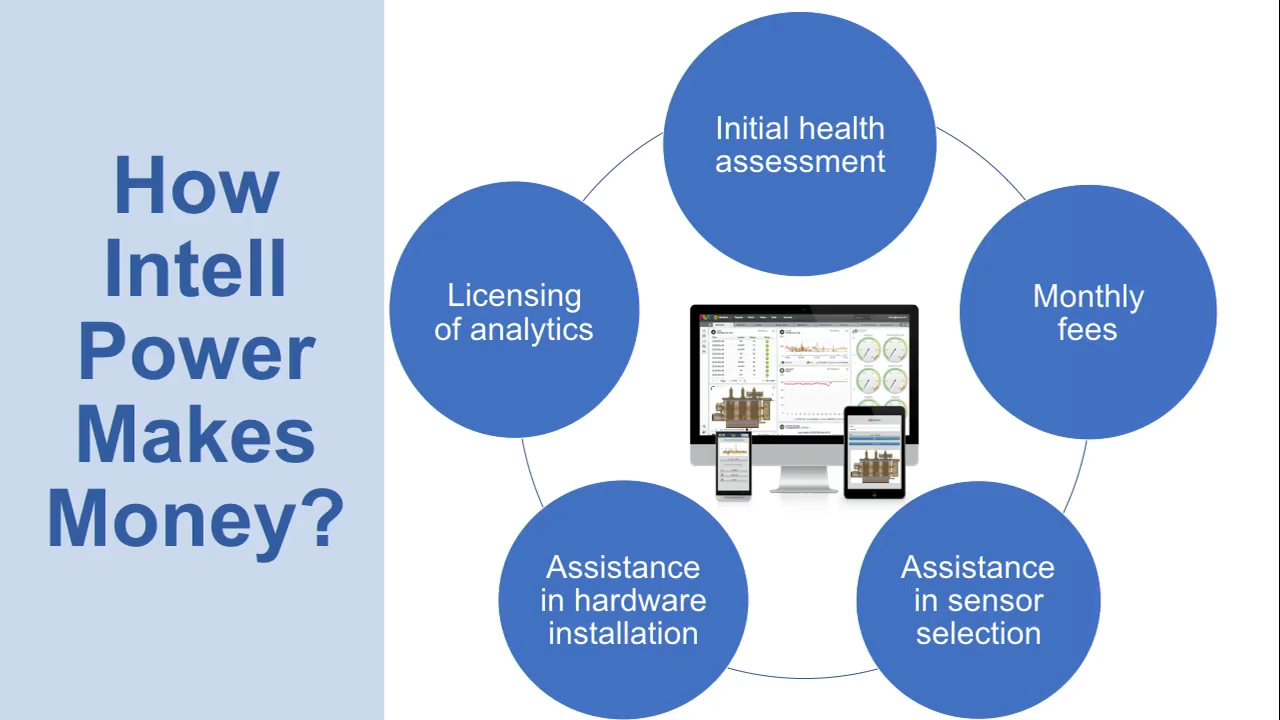 How
Intell
Power
Makes
Money?
Initial health
assessment
Monthly
fees
Assistance
in sensor
selection
Assistance
in hardware
installation
Licensing
of analytics